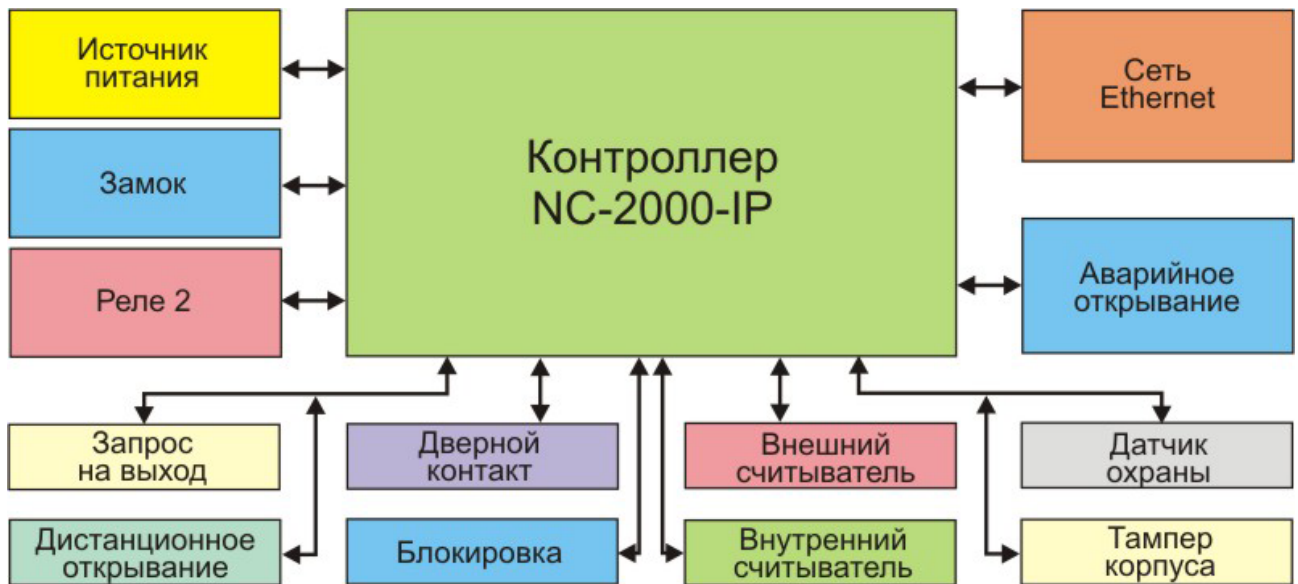 Источник
питания
Контроллер
NC-2000-IP
Сеть
Ethernet
Замок
Реле 2
Аварийное
открывание
Запрос
на выход
Дверной
контакт
Внешний
считыватель
Датчик
охраны
Дистанционное
открывание
Блокировка
Внутренний
считыватель
Тампер
корпуса